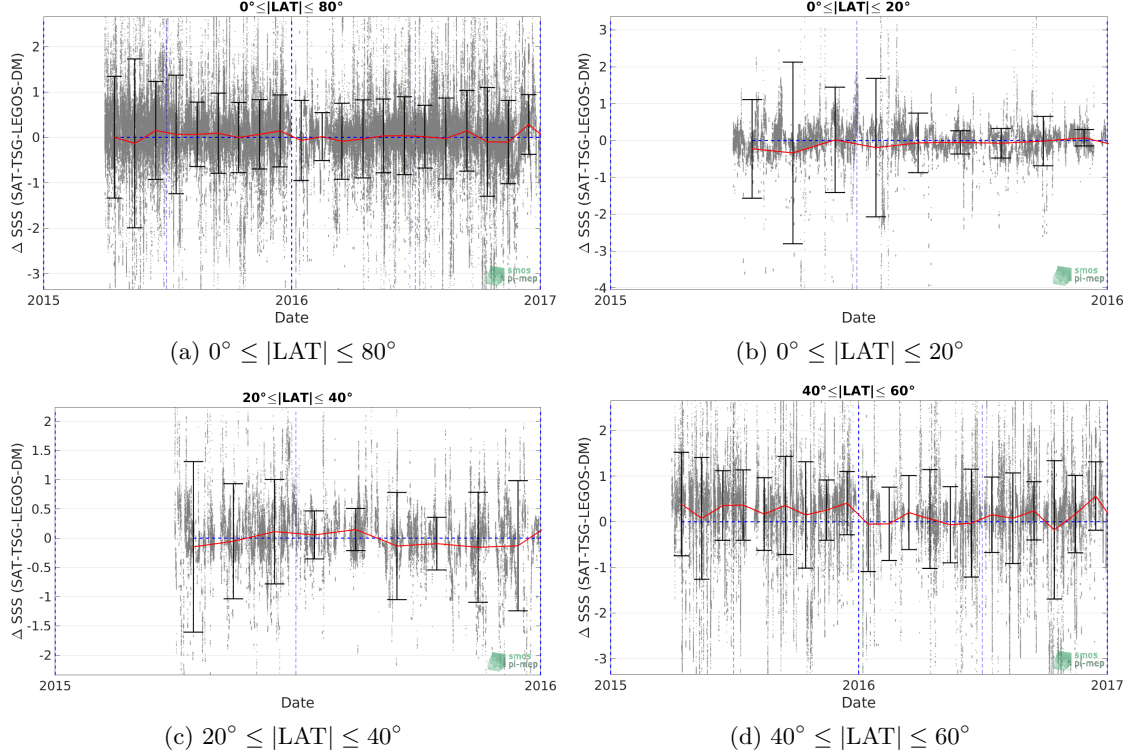 0°≤|LAT|≤ 80°
Δ SSS (SAT-TSG-LEGOS-DM)
2
1
0
-1
-2
-3
2015
2016
2017
Date
smos
pi-mep
(a) 0° ≤ |LAT| ≤ 80°
0°≤|LAT|≤ 20°
Δ SSS (SAT-TSG-LEGOS-DM)
3
2
1
0
-1
-2
-3
-4
2015
2016
Date
smos
pi-mep
(b) 0° ≤ |LAT| ≤ 20°
20°≤|LAT|≤ 40°
Δ SSS (SAT-TSG-LEGOS-DM)
2
1.5
1
0.5
0
-0.5
-1
-1.5
-2
2015
2016
Date
smos
pi-mep
(c) 20° ≤ |LAT| ≤ 40°
40°≤|LAT|≤ 60°
Δ SSS (SAT-TSG-LEGOS-DM)
2
1
0
-1
-2
-3
2015
2016
2017
Date
smos
pi-mep
(d) 40° ≤ |LAT| ≤ 60°